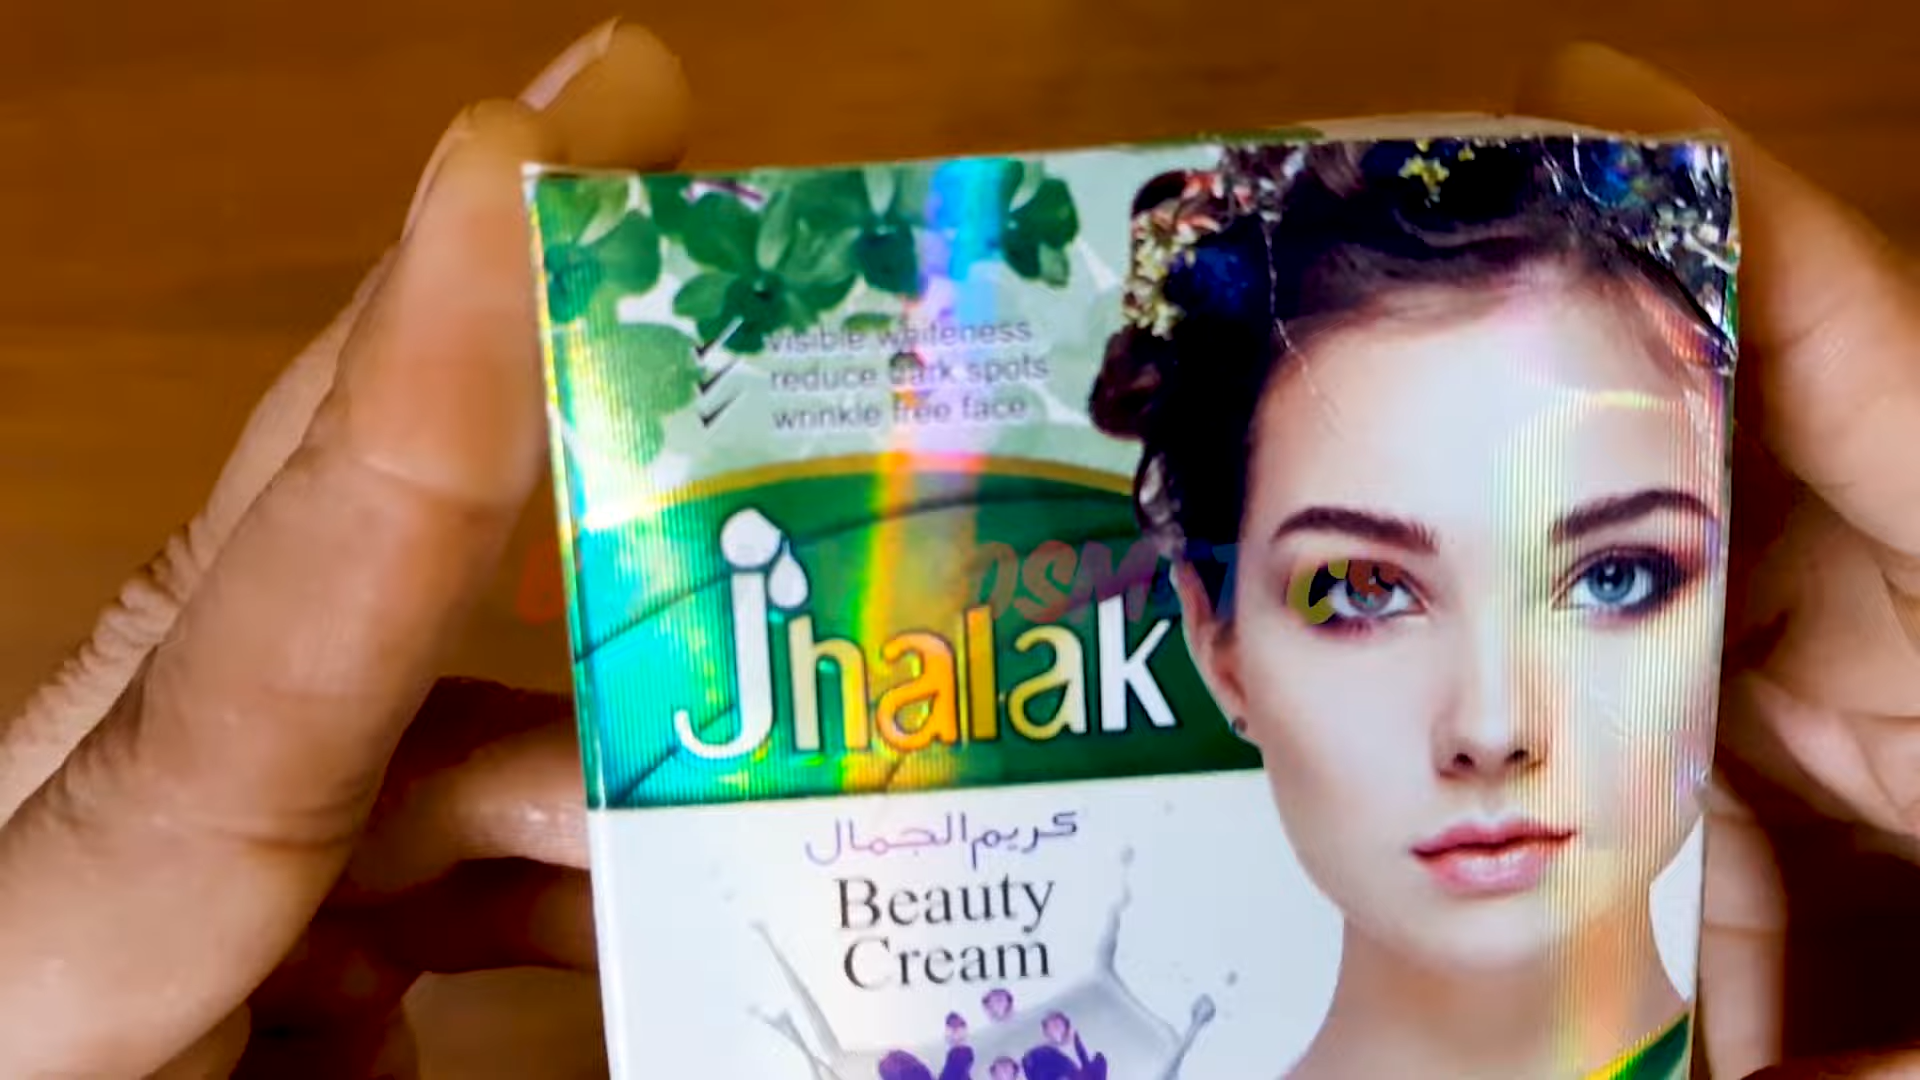 visible whiteness
reduce dark spots
wrinkle free face
Jhalak
كريم الجمال
Beauty
Cream